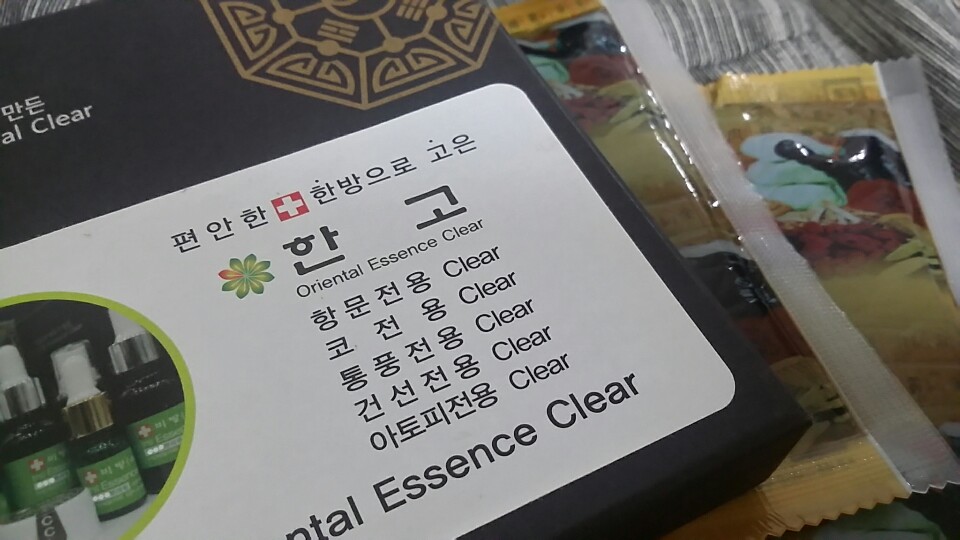 만든
al Clear
편안한 한방으로 고은
한 고
Oriental Essence Clear
항문전용 Clear
코 전 용 Clear
통풍전용 Clear
건선전용 Clear
아토피전용 Clear
ntal Essence Clear